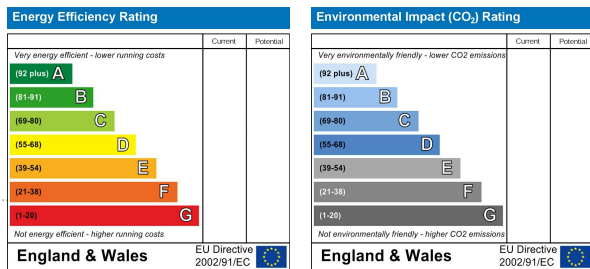 Energy Efficiency Rating
Current Potential
Very energy efficient - lower running costs
(92 plus) A
(81-91) B
(69-80) C
(55-68) D
(39-54) E
(21-38) F
(1-20) G
Not energy efficient - higher running costs
England & Wales
EU Directive
2002/91/EC
Environmental Impact (CO₂) Rating
Current Potential
Very environmentally friendly - lower CO2 emissions
(92 plus) A
(81-91) B
(69-80) C
(55-68) D
(39-54) E
(21-38) F
(1-20) G
Not environmentally friendly - higher CO2 emissions
England & Wales
EU Directive
2002/91/EC